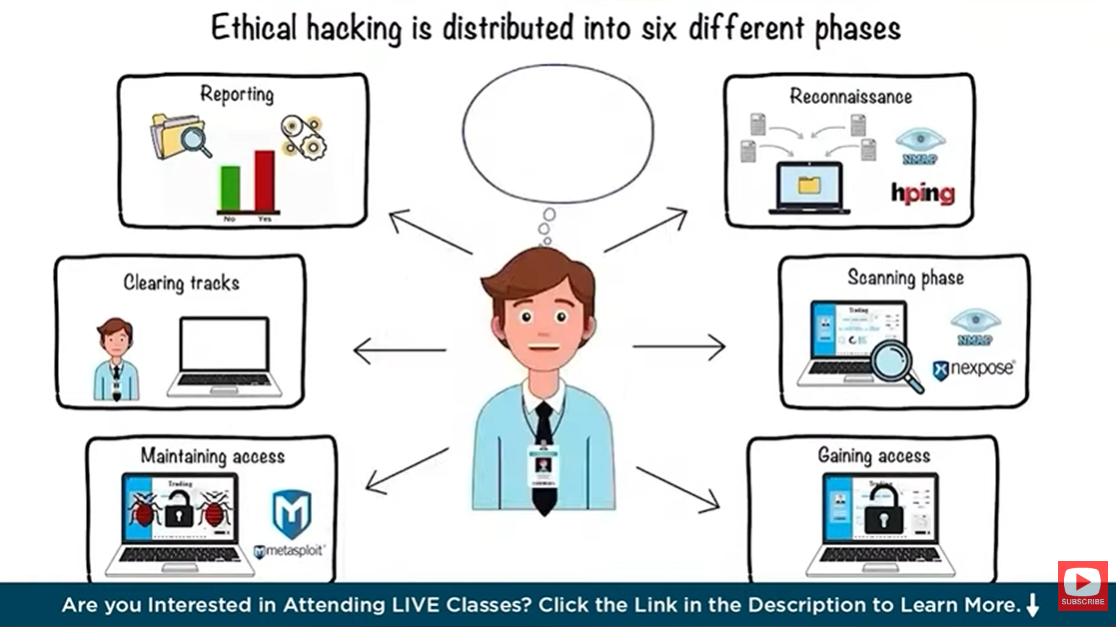 Ethical hacking is distributed into six different phases
Reporting
No Yes
Reconnaissance
NMAP
hping
Clearing tracks
Scanning phase
Trading
NMAP
nexpose
Maintaining access
Trading
metasploit
Gaining access
Trading
Are you Interested in Attending LIVE Classes? Click the Link in the Description to Learn More.
SUBSCRIBE